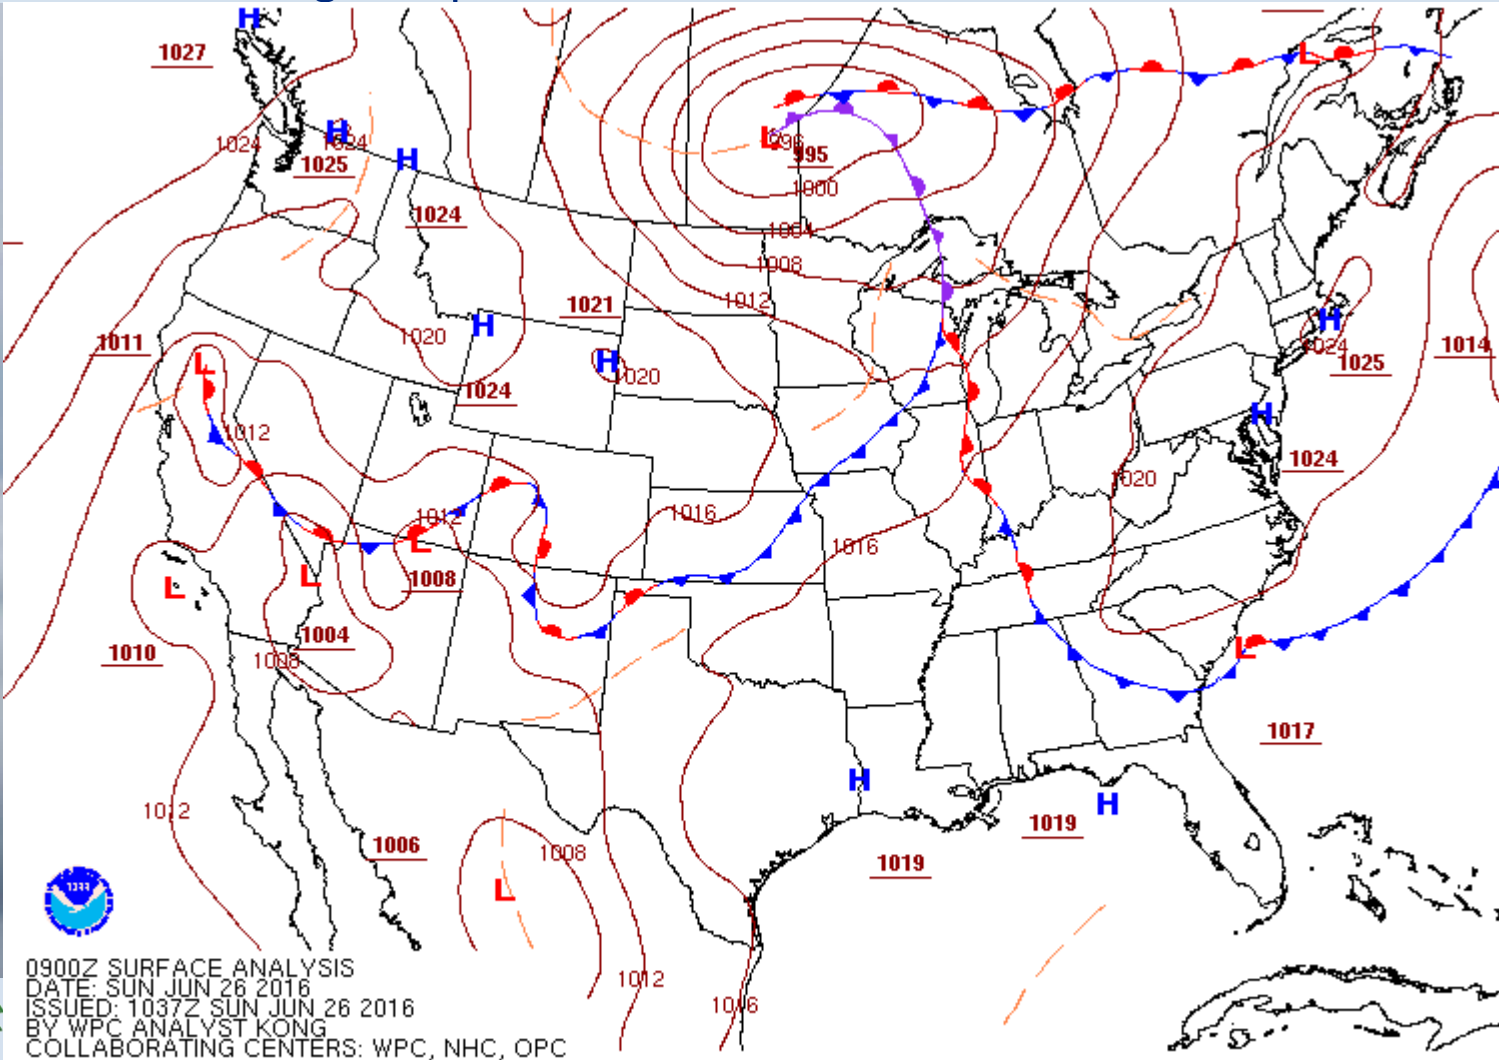 H
1027
1024
H
1024
1025
H
1024
L
996
995
1000
1004
1008
1012
L
1021
1011
H
1020
1024
H
1020
L
1012
H
1024
1025
1014
H
1024
1020
1016
1016
1012
L
1008
L
L
1004
1008
1010
L
1017
1012
H
H
1019
1019
1006
1008
L
1012
1016
0900Z SURFACE ANALYSIS
DATE: SUN JUN 26 2016
ISSUED: 1037Z SUN JUN 26 2016
BY WPC ANALYST KONG
COLLABORATING CENTERS: WPC, NHC, OPC